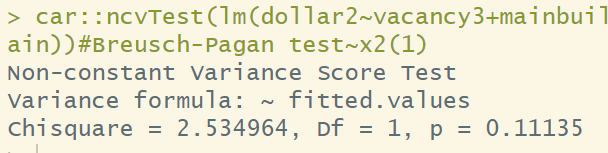 > car::ncvTest(lm(dollar2~vacancy3+mainbuil
ain))#Breusch-Pagan test~x2(1)
Non-constant Variance Score Test
Variance formula: ~ fitted.values
Chisquare = 2.534964, Df = 1, p = 0.11135